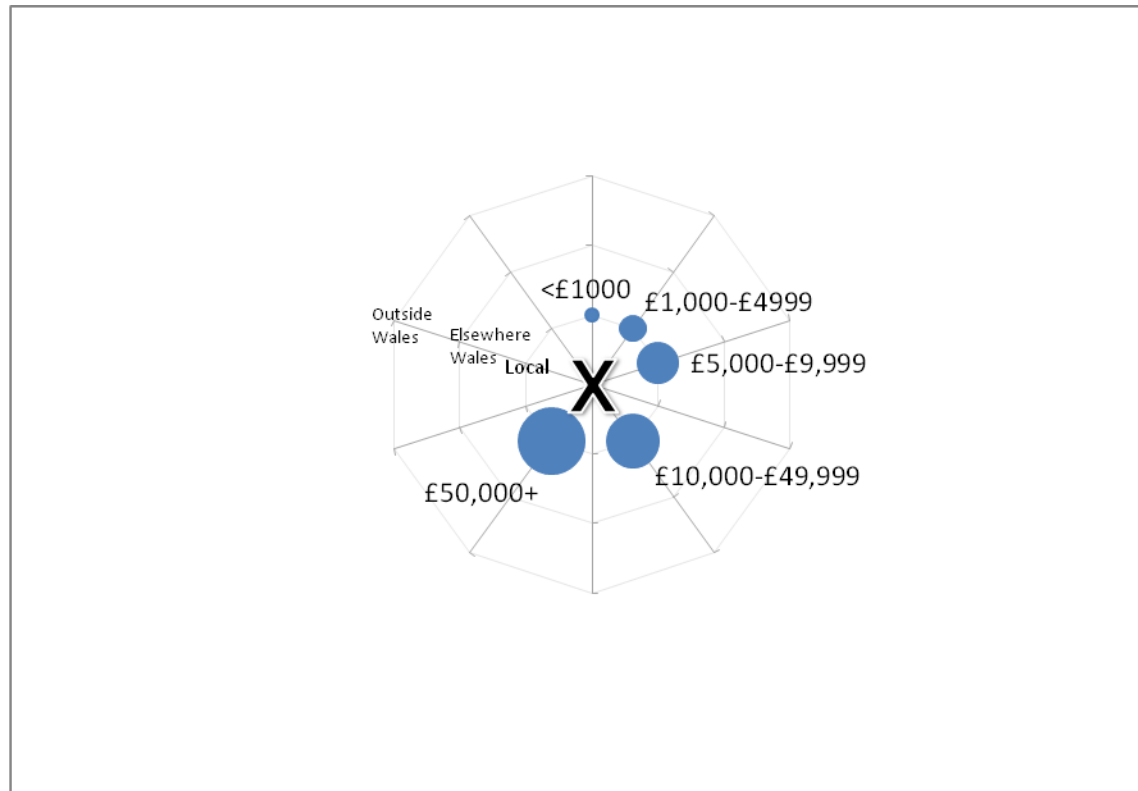 <£1000
£1,000-£4999
Outside
Wales
Elsewhere
Wales
Local
X
£5,000-£9,999
£10,000-£49,999
£50,000+